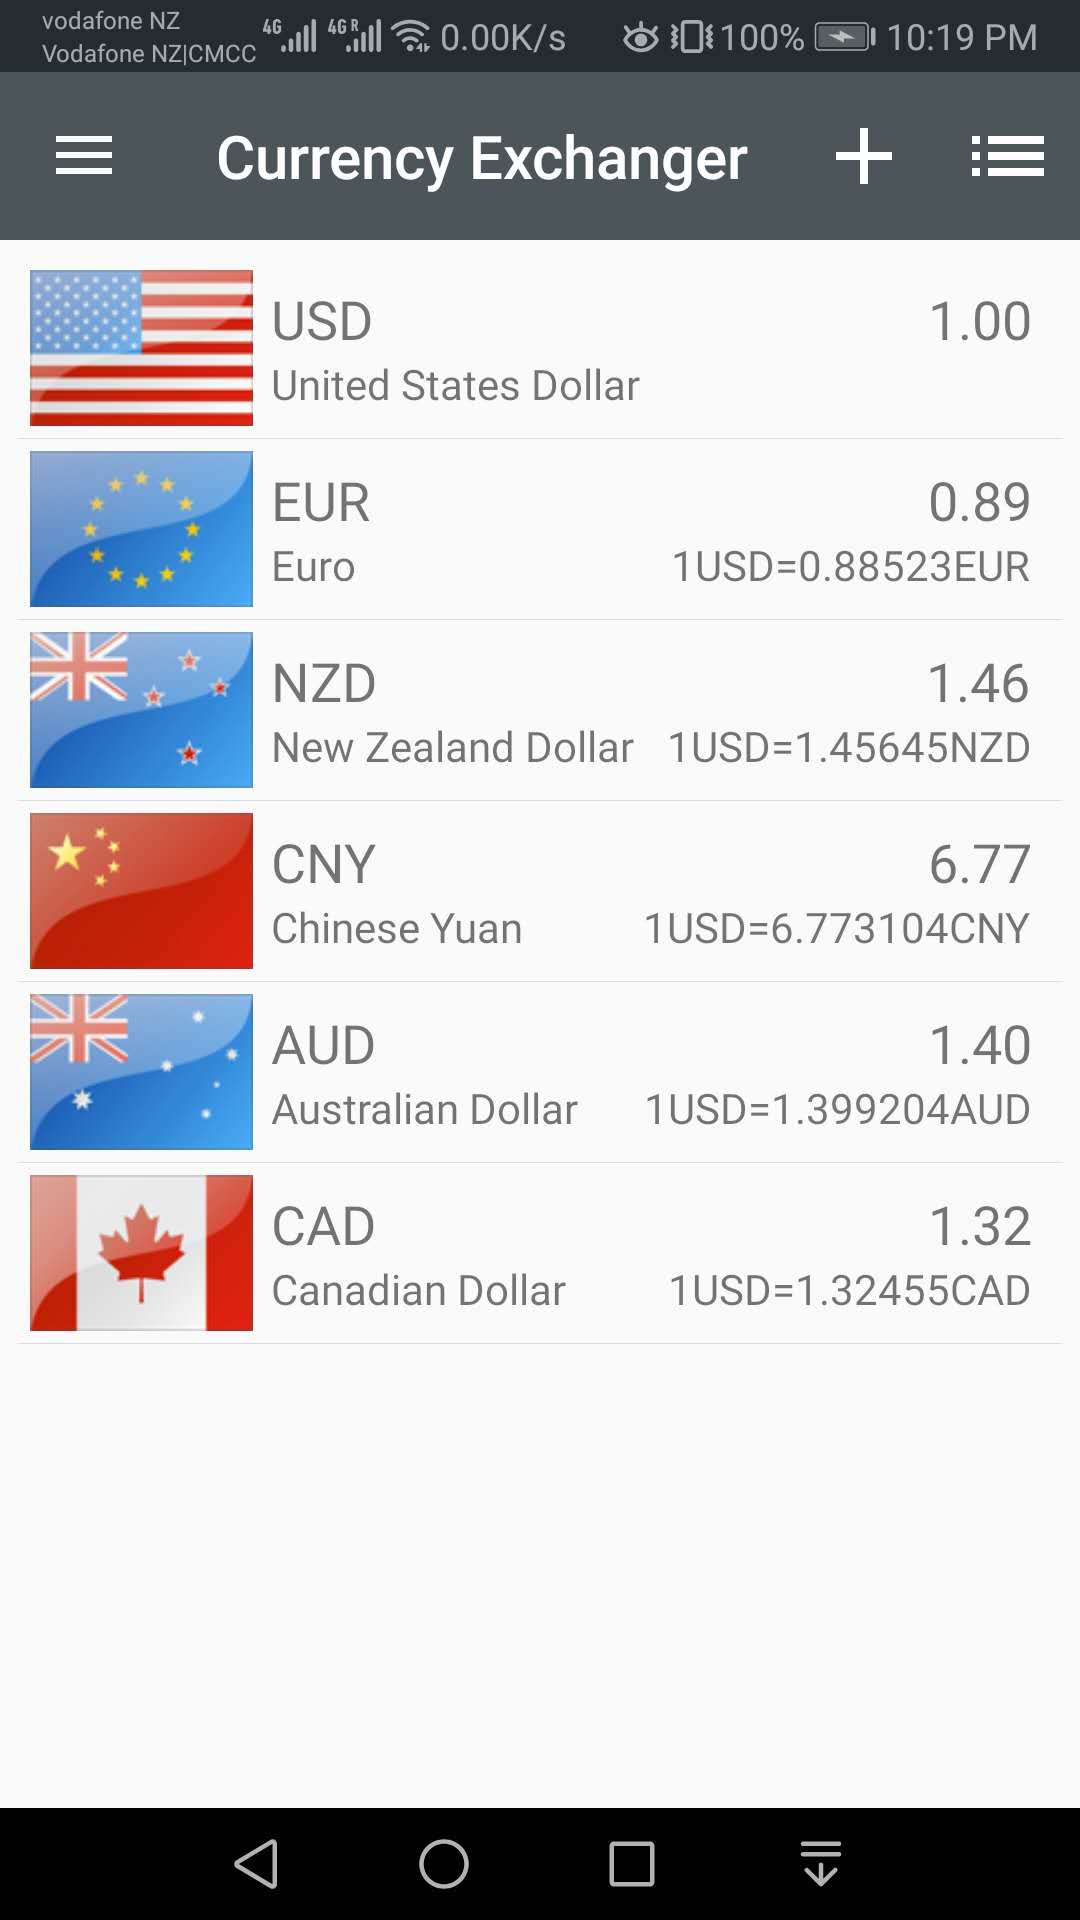 vodafone NZ
Vodafone NZ|CMCC
4G 4G R 0.00K/s 100% 10:19 PM
Currency Exchanger
USD 1.00
United States Dollar
EUR 0.89
Euro 1USD=0.88523EUR
NZD 1.46
New Zealand Dollar 1USD=1.45645NZD
CNY 6.77
Chinese Yuan 1USD=6.773104CNY
AUD 1.40
Australian Dollar 1USD=1.399204AUD
CAD 1.32
Canadian Dollar 1USD=1.32455CAD